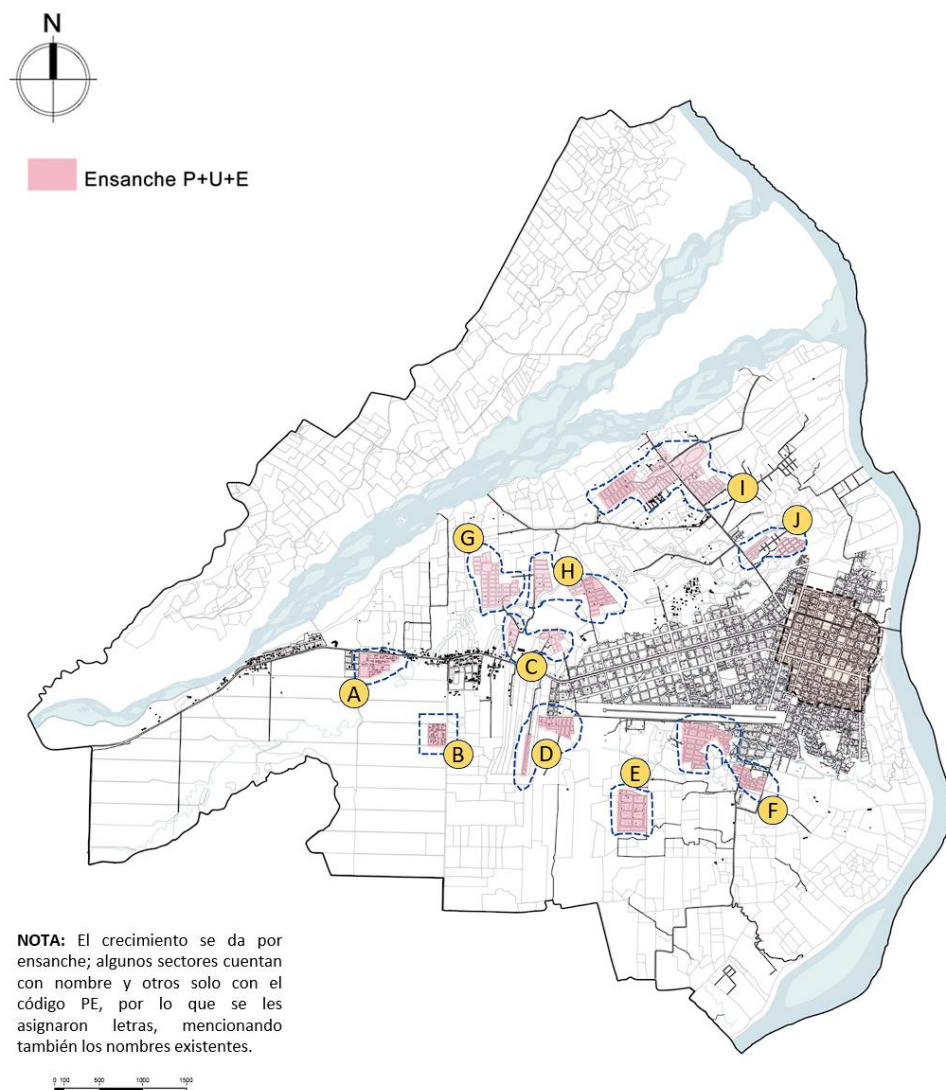 N
Ensanche P+U+E
I
J
G
H
C
A
B
D
E
F
NOTA: El crecimiento se da por
ensanche; algunos sectores cuentan
con nombre y otros solo con el
código PE, por lo que se les
asignaron letras, mencionando
también los nombres existentes.
0 100 500 1000 1500